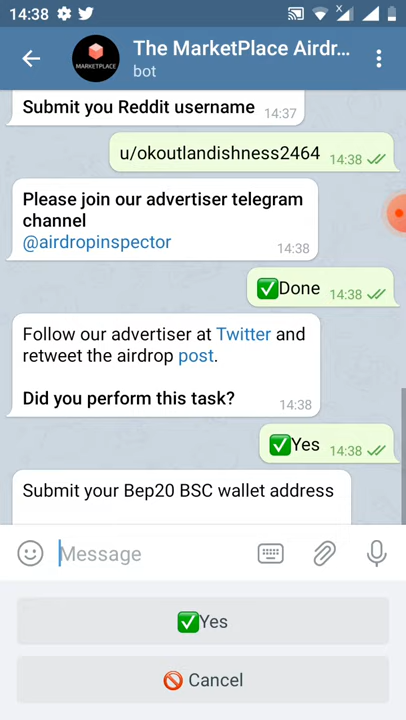 14:38
The MarketPlace Airdr...
bot
MARKETPLACE
Submit you Reddit username
14:37
u/okoutlandishness2464
14:38
Please join our advertiser telegram
channel
@airdropinspector
14:38
✅Done
14:38
Follow our advertiser at Twitter and
retweet the airdrop post.
Did you perform this task?
14:38
✅Yes
14:38
Submit your Bep20 BSC wallet address
Message
✅Yes
🚫 Cancel